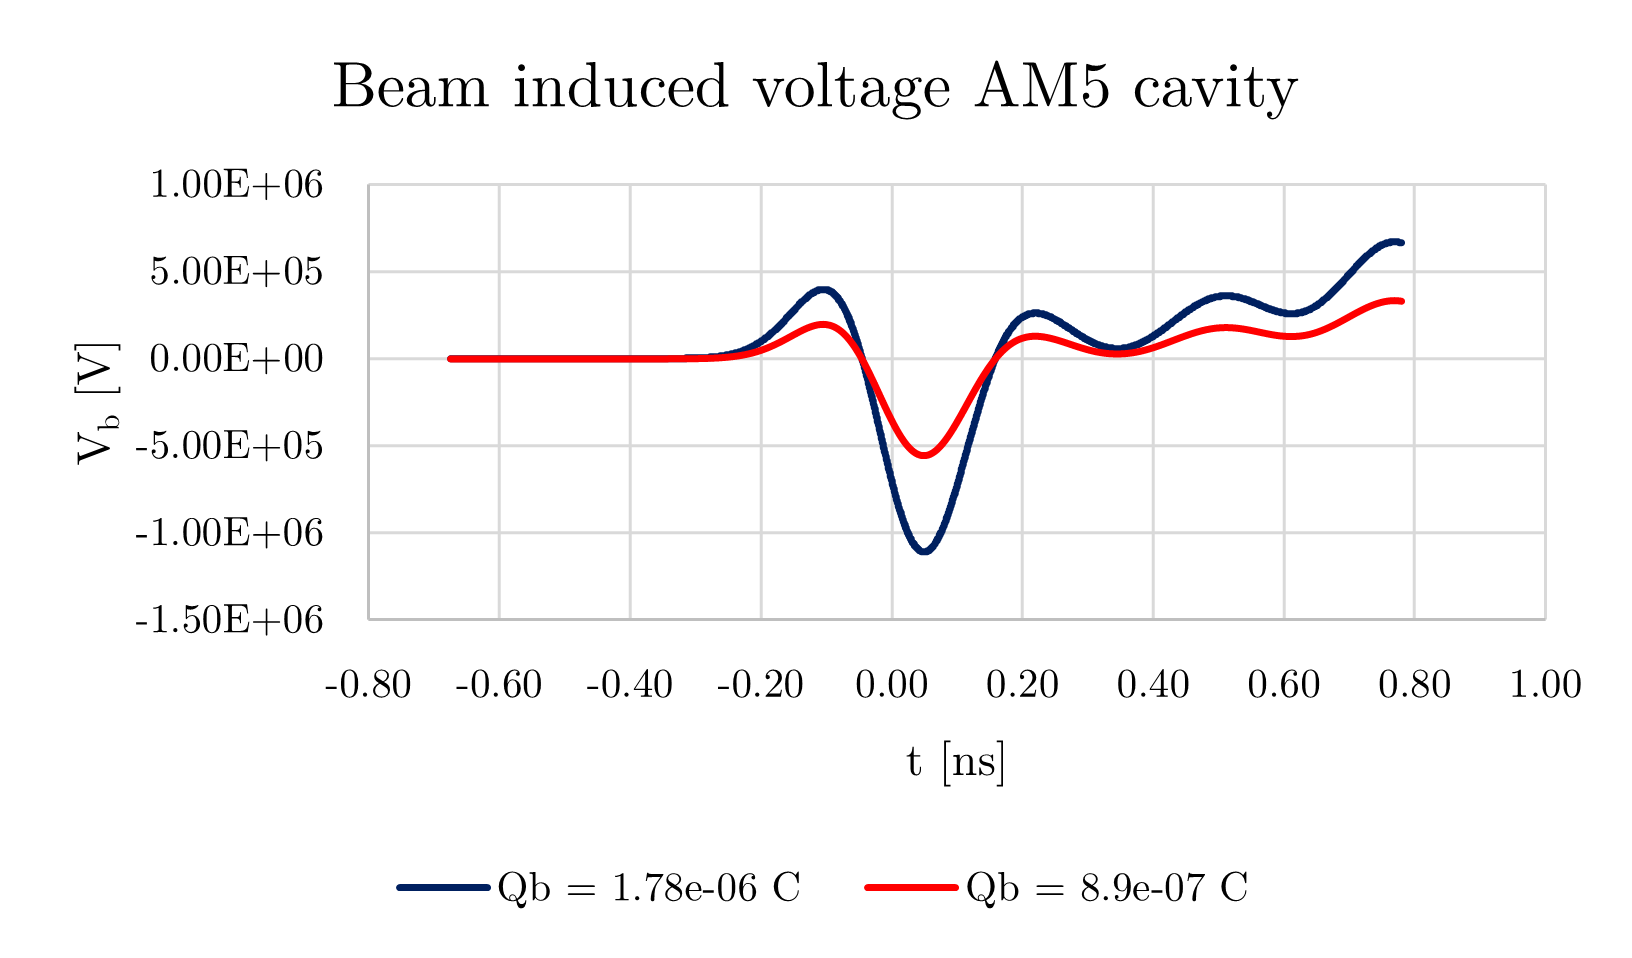 Beam induced voltage AM5 cavity
1.00E+06
5.00E+05
0.00E+00
-5.00E+05
-1.00E+06
-1.50E+06
V_b [V]
-0.80 -0.60 -0.40 -0.20 0.00 0.20 0.40 0.60 0.80 1.00
t [ns]
Qb = 1.78e-06 C Qb = 8.9e-07 C